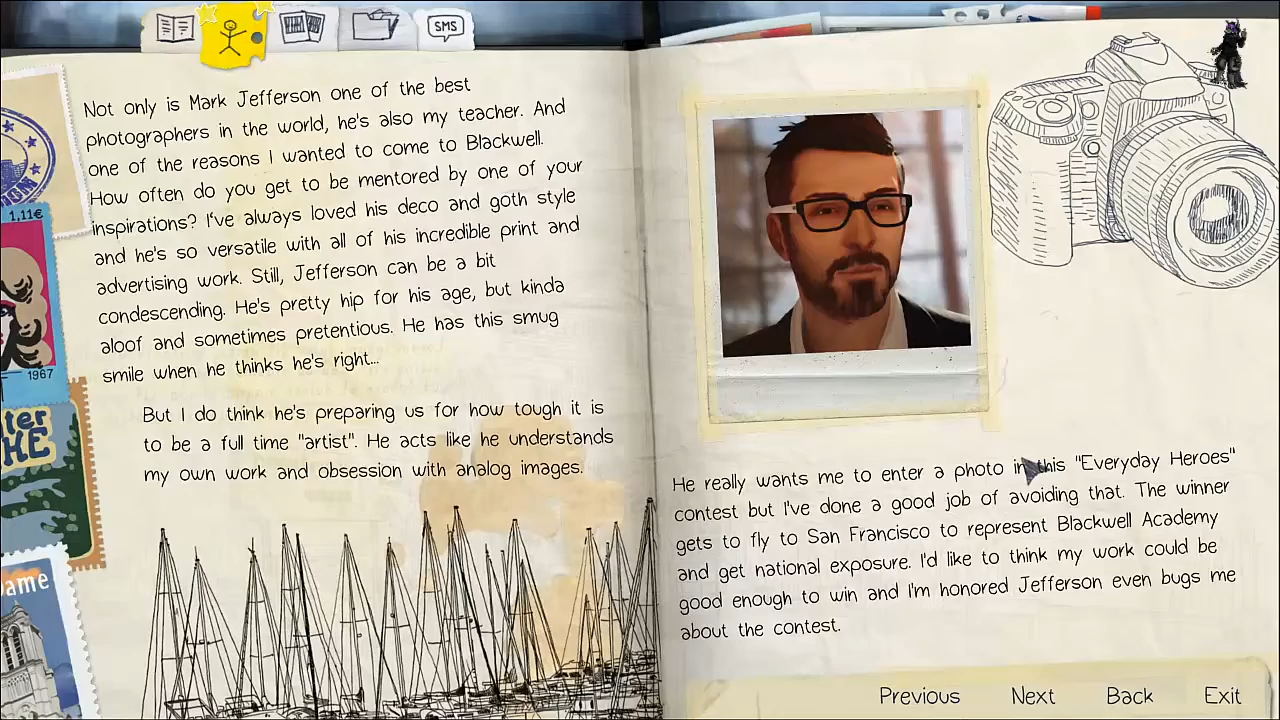 SMS
Not only is Mark Jefferson one of the best
photographers in the world, he's also my teacher. And
one of the reasons I wanted to come to Blackwell.
How often do you get to be mentored by one of your
inspirations? I've always loved his deco and goth style
and he's so versatile with all of his incredible print and
advertising work. Still, Jefferson can be a bit
condescending. He's pretty hip for his age, but kinda
aloof and sometimes pretentious. He has this smug
smile when he thinks he's right...
But I do think he's preparing us for how tough it is
to be a full time "artist". He acts like he understands
my own work and obsession with analog images.
1,11€
1967
ter
KE
ame
He really wants me to enter a photo in this "Everyday Heroes"
contest but I've done a good job of avoiding that. The winner
gets to fly to San Francisco to represent Blackwell Academy
and get national exposure. I'd like to think my work could be
good enough to win and I'm honored Jefferson even bugs me
about the contest.
Previous Next Back Exit